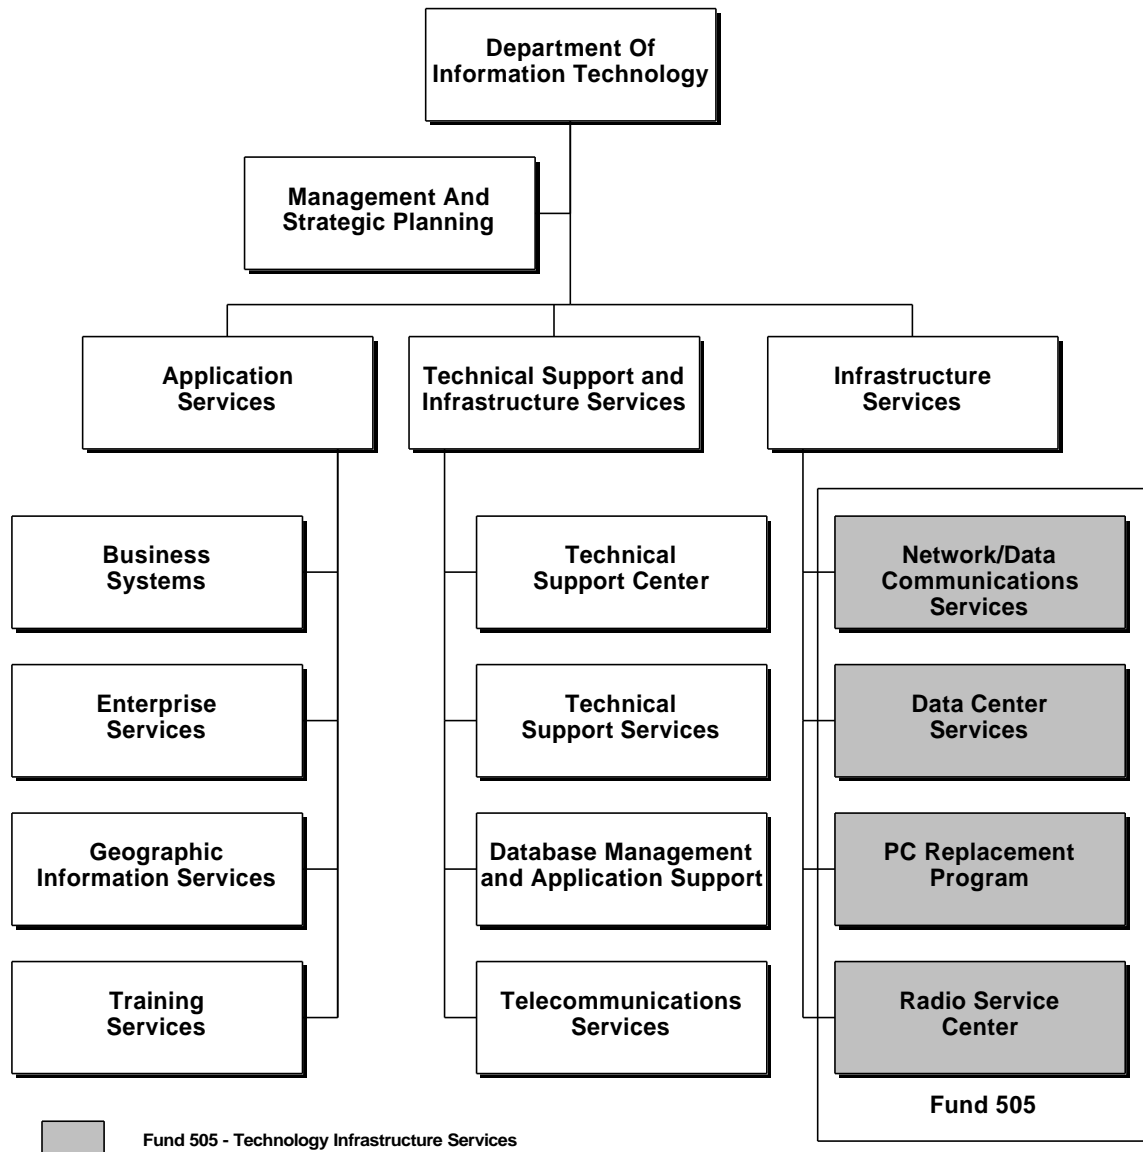 Department Of
Information Technology
Management And
Strategic Planning
Application
Services
Technical Support and
Infrastructure Services
Infrastructure
Services
Business
Systems
Technical
Support Center
Network/Data
Communications
Services
Enterprise
Services
Technical
Support Services
Data Center
Services
Geographic
Information Services
Database Management
and Application Support
PC Replacement
Program
Training
Services
Telecommunications
Services
Radio Service
Center
Fund 505
Fund 505 - Technology Infrastructure Services